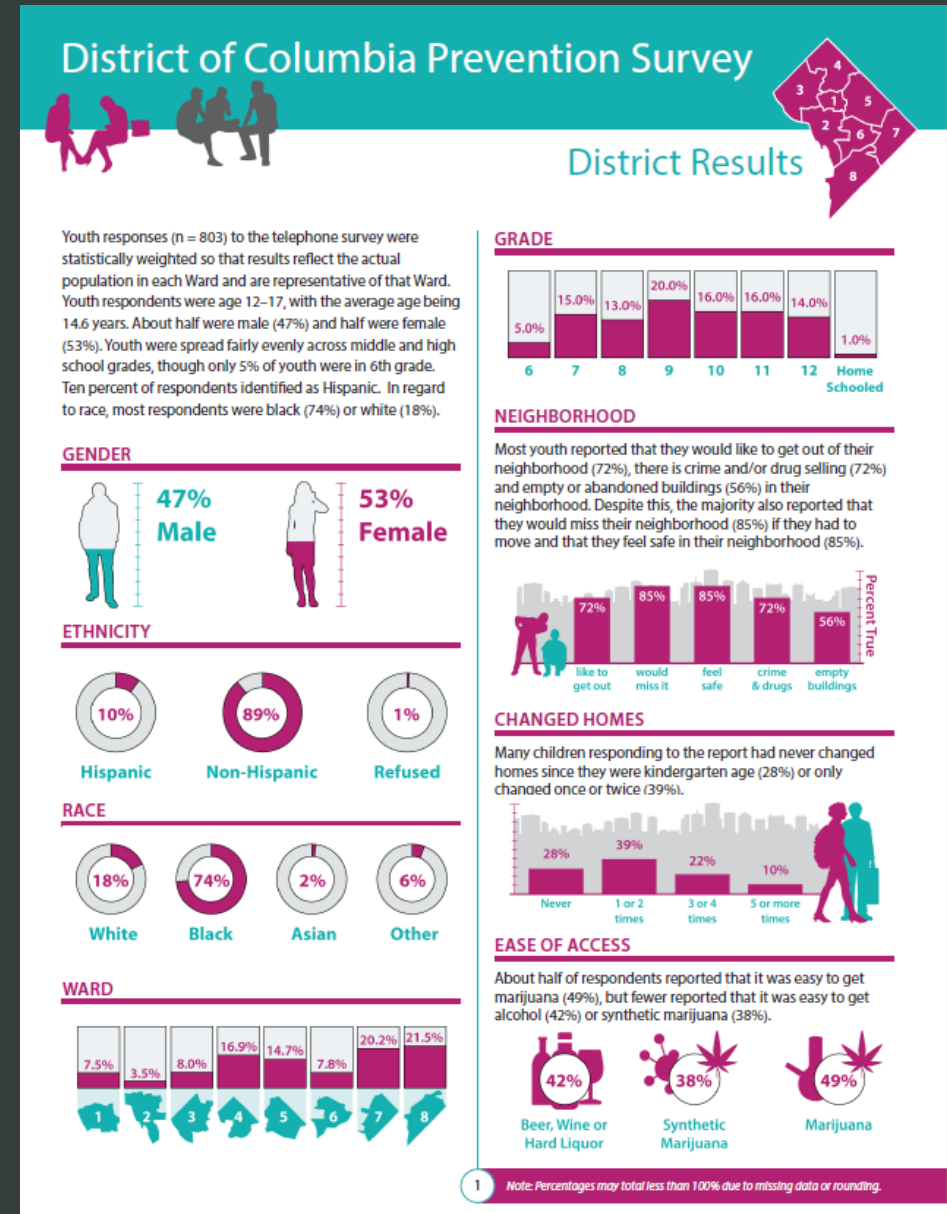 District of Columbia Prevention Survey
4
3
1
5
2
6
7
8
District Results
Youth responses (n = 803) to the telephone survey were
statistically weighted so that results reflect the actual
population in each Ward and are representative of that Ward.
Youth respondents were age 12–17, with the average age being
14.6 years. About half were male (47%) and half were female
(53%). Youth were spread fairly evenly across middle and high
school grades, though only 5% of youth were in 6th grade.
Ten percent of respondents identified as Hispanic. In regard
to race, most respondents were black (74%) or white (18%).
GENDER
47%
Male
53%
Female
ETHNICITY
10%
89%
1%
Hispanic
Non-Hispanic
Refused
RACE
18%
74%
2%
6%
White
Black
Asian
Other
WARD
7.5%
3.5%
8.0%
16.9%
14.7%
7.8%
20.2%
21.5%
1
2
3
4
5
6
7
8
GRADE
5.0%
15.0%
13.0%
20.0%
16.0%
16.0%
14.0%
1.0%
6
7
8
9
10
11
12
Home
Schooled
NEIGHBORHOOD
Most youth reported that they would like to get out of their
neighborhood (72%), there is crime and/or drug selling (72%)
and empty or abandoned buildings (56%) in their
neighborhood. Despite this, the majority also reported that
they would miss their neighborhood (85%) if they had to
move and that they feel safe in their neighborhood (85%).
72%
85%
85%
72%
56%
Percent True
like to
get out
would
miss it
feel
safe
crime
& drugs
empty
buildings
CHANGED HOMES
Many children responding to the report had never changed
homes since they were kindergarten age (28%) or only
changed once or twice (39%).
28%
39%
22%
10%
Never
1 or 2
times
3 or 4
times
5 or more
times
EASE OF ACCESS
About half of respondents reported that it was easy to get
marijuana (49%), but fewer reported that it was easy to get
alcohol (42%) or synthetic marijuana (38%).
42%
38%
49%
Beer, Wine or
Hard Liquor
Synthetic
Marijuana
Marijuana
1
Note: Percentages may total less than 100% due to missing data or rounding.